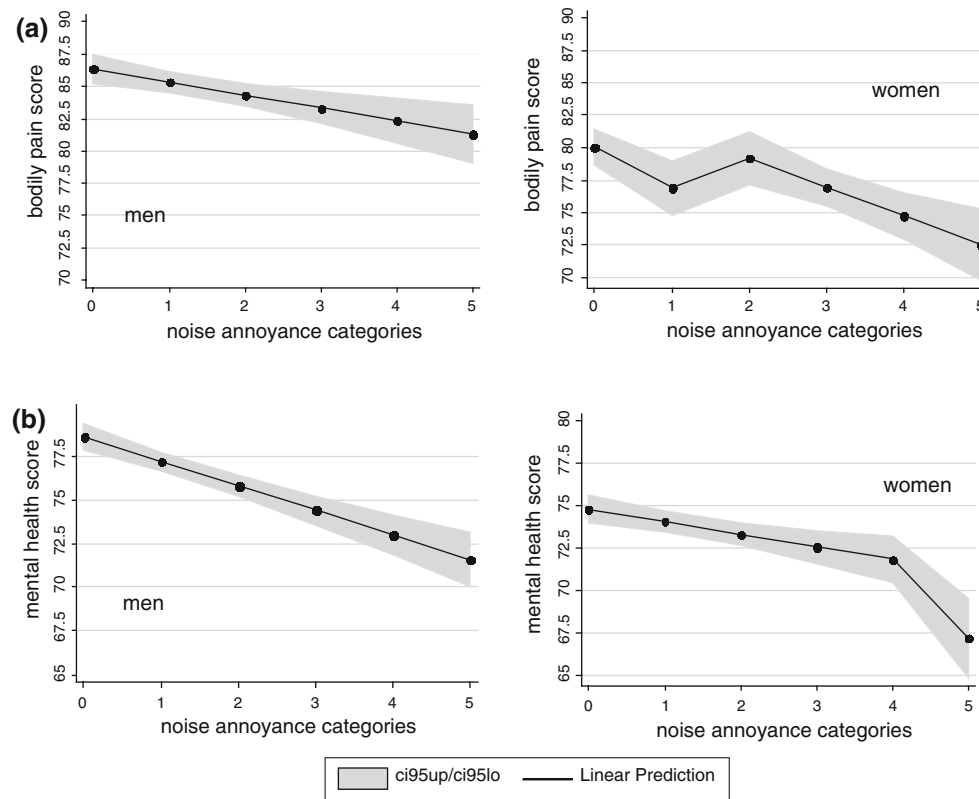 (a)
bodily pain score
70 72.5 75 77.5 80 82.5 85 87.5 90
men
0 1 2 3 4 5
noise annoyance categories
bodily pain score
70 72.5 75 77.5 80 82.5 85 87.5 90
women
0 1 2 3 4 5
noise annoyance categories
(b)
mental health score
65 67.5 70 72.5 75 77.5
men
0 1 2 3 4 5
noise annoyance categories
mental health score
65 67.5 70 72.5 75 77.5 80
women
0 1 2 3 4 5
noise annoyance categories
ci95up/ci95lo Linear Prediction